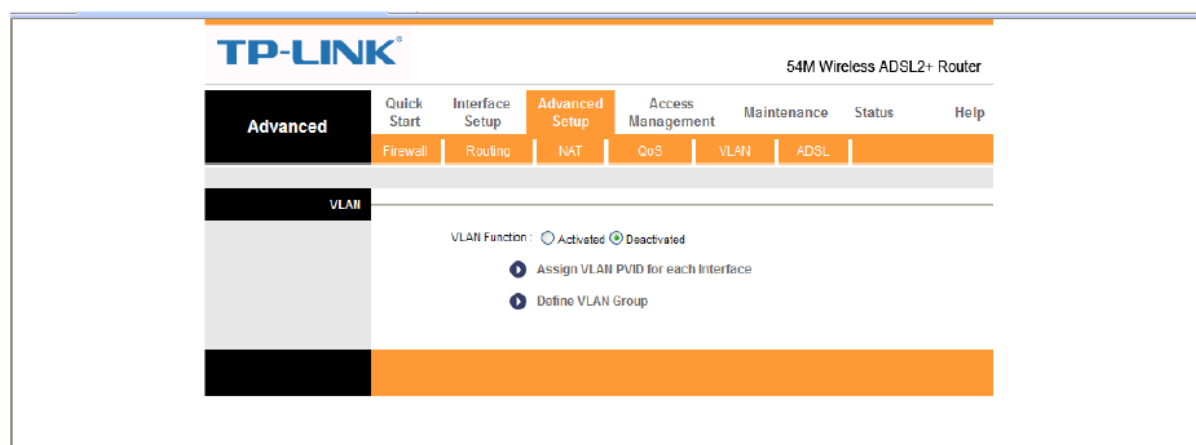 TP-LINK®
54M Wireless ADSL2+ Router
Advanced
Quick Start
Interface Setup
Advanced Setup
Access Management
Maintenance
Status
Help
Firewall
Routing
NAT
QoS
VLAN
ADSL
VLAN
VLAN Function : Activated Deactivated
Assign VLAN PVID for each Interface
Define VLAN Group